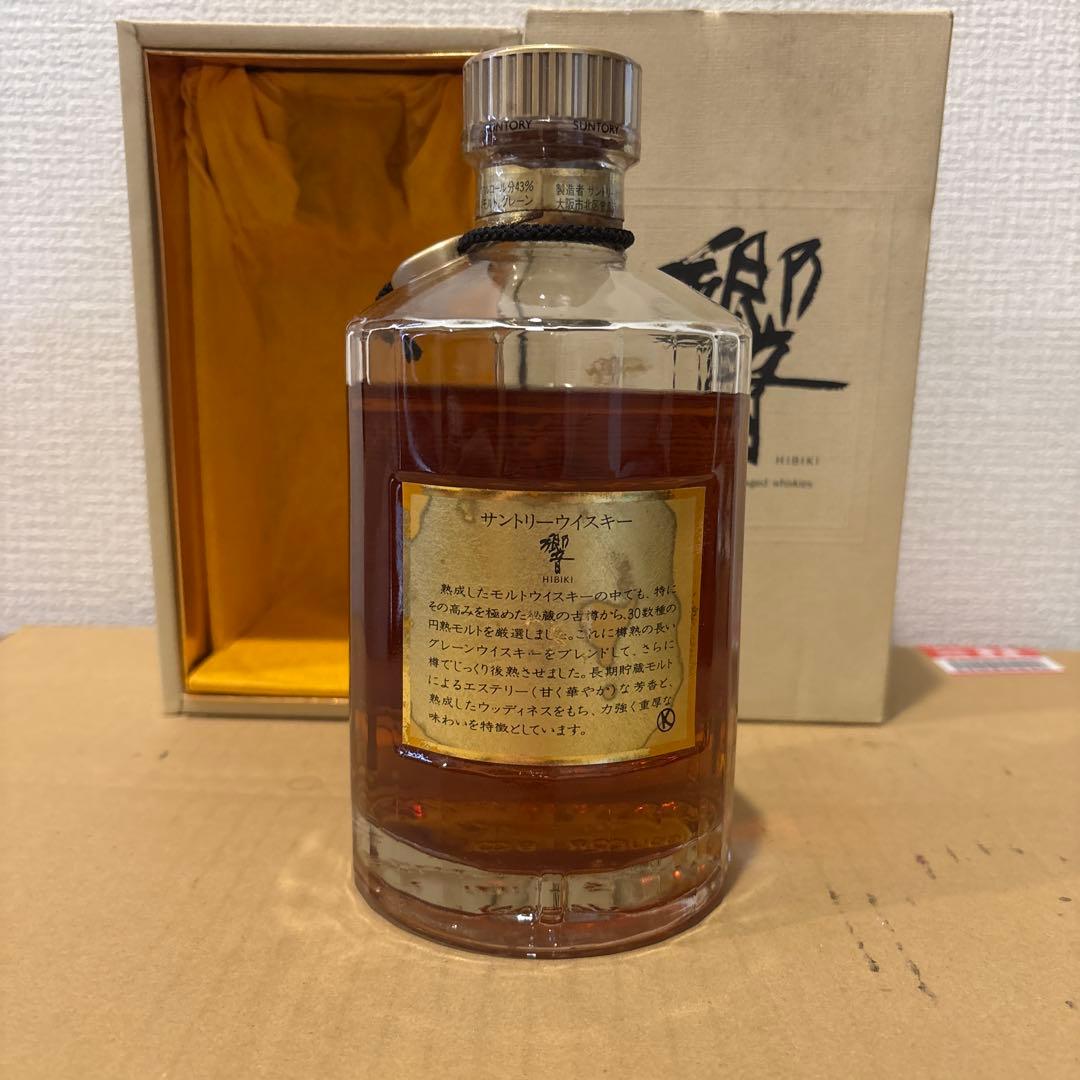 SUNTORY SUNTORY
アルコール分43% 製造者 サントリー
モルト、グレーン 大阪市北区堂島
響
HIBIKI
aged whiskies
サントリーウイスキー
響
HIBIKI
熟成したモルトウイスキーの中でも、特に
その高みを極めた秘蔵の古樽から、30数種の
円熟モルトを厳選しました。これに樽熟の長い
グレーンウイスキーをブレンドして、さらに
樽でじっくり後熟させました。長期貯蔵モルト
によるエステリー(甘く華やか)な芳香と、
熟成したウッディネスをもち、力強く重厚な
味わいを特徴としています。
K